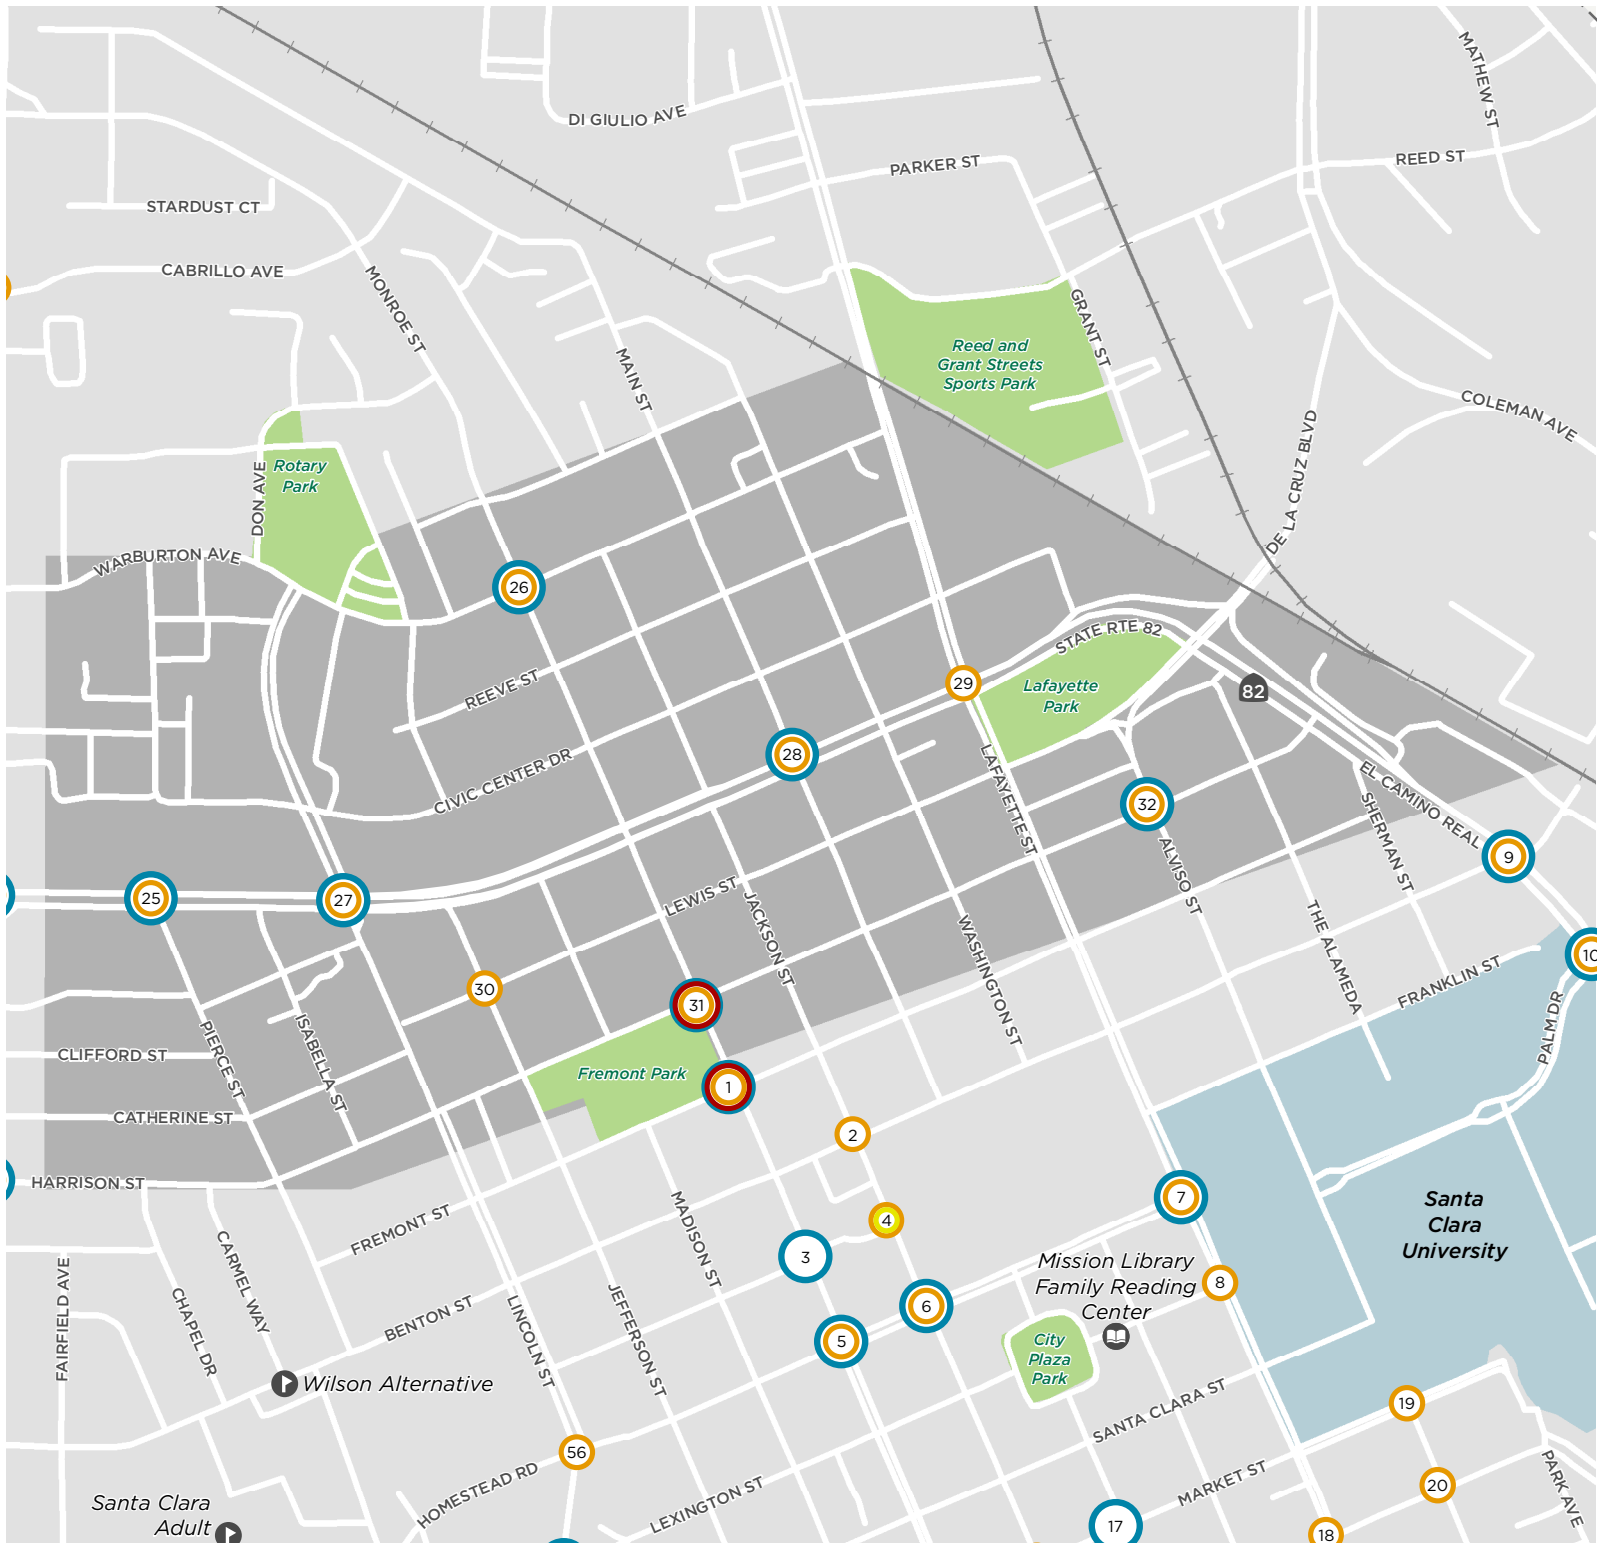 MATHEW ST
DI GIULIO AVE
PARKER ST
REED ST
STARDUST CT
CABRILLO AVE
MONROE ST
GRANT ST
MAIN ST
Reed and
Grant Streets
Sports Park
COLEMAN AVE
DE LA CRUZ BLVD
DON AVE
Rotary
Park
WARBURTON AVE
26
STATE RTE 82
REEVE ST
29
Lafayette
Park
82
CIVIC CENTER DR
28
LAFAYETTE ST
32
EL CAMINO REAL
SHERMAN ST
9
ALVISO ST
25
27
LEWIS ST
JACKSON ST
WASHINGTON ST
THE ALAMEDA
FRANKLIN ST
10
30
31
PALM DR
PIERCE ST
ISABELLA ST
CLIFFORD ST
Fremont Park
1
CATHERINE ST
2
HARRISON ST
7
Santa
Clara
University
FREMONT ST
MADISON ST
4
3
CARMEL WAY
FAIRFIELD AVE
CHAPEL DR
Mission Library
Family Reading
Center
8
6
5
BENTON ST
LINCOLN ST
JEFFERSON ST
City
Plaza
Park
Wilson Alternative
SANTA CLARA ST
19
56
HOMESTEAD RD
LEXINGTON ST
MARKET ST
20
PARK AVE
Santa Clara
Adult
17
18